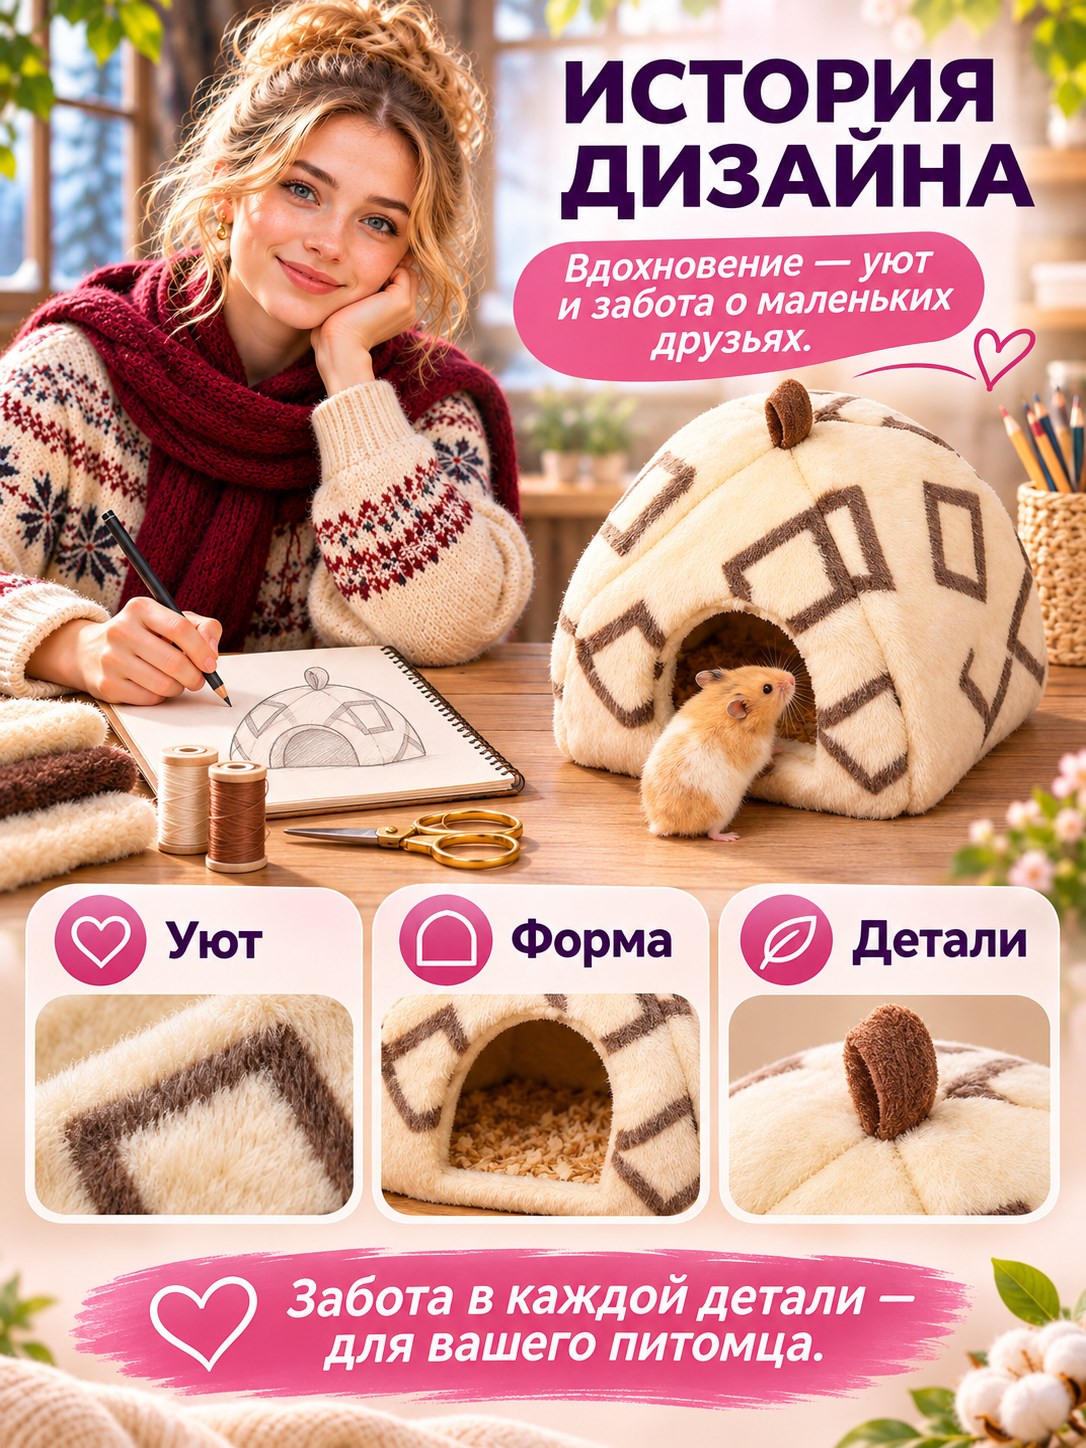 ИСТОРИЯ
ДИЗАЙНА
Вдохновение — уют
и забота о маленьких
друзьях.
Уют
Форма
Детали
Забота в каждой детали —
для вашего питомца.